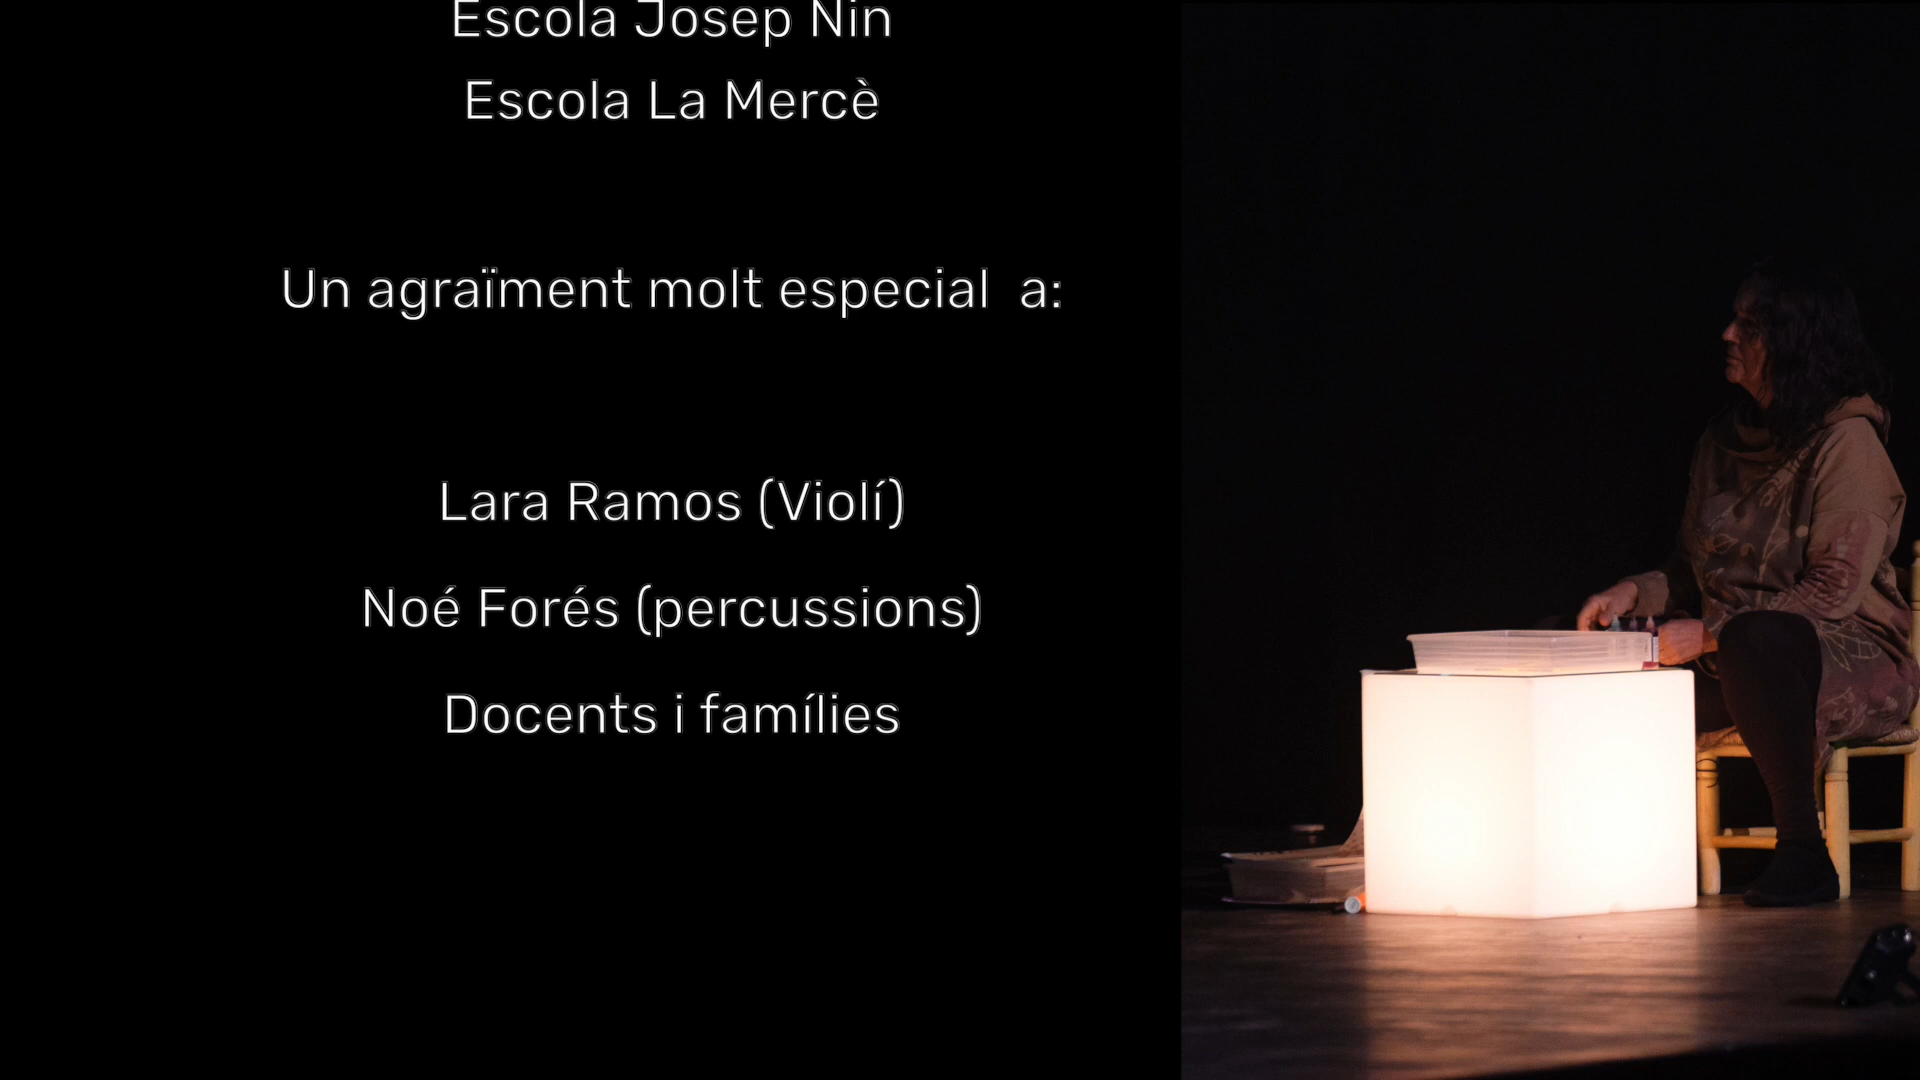 Escola Josep Nin
Escola La Mercè
Un agraïment molt especial  a:
Lara Ramos (Violí)
Noé Forés (percussions)
Docents i famílies